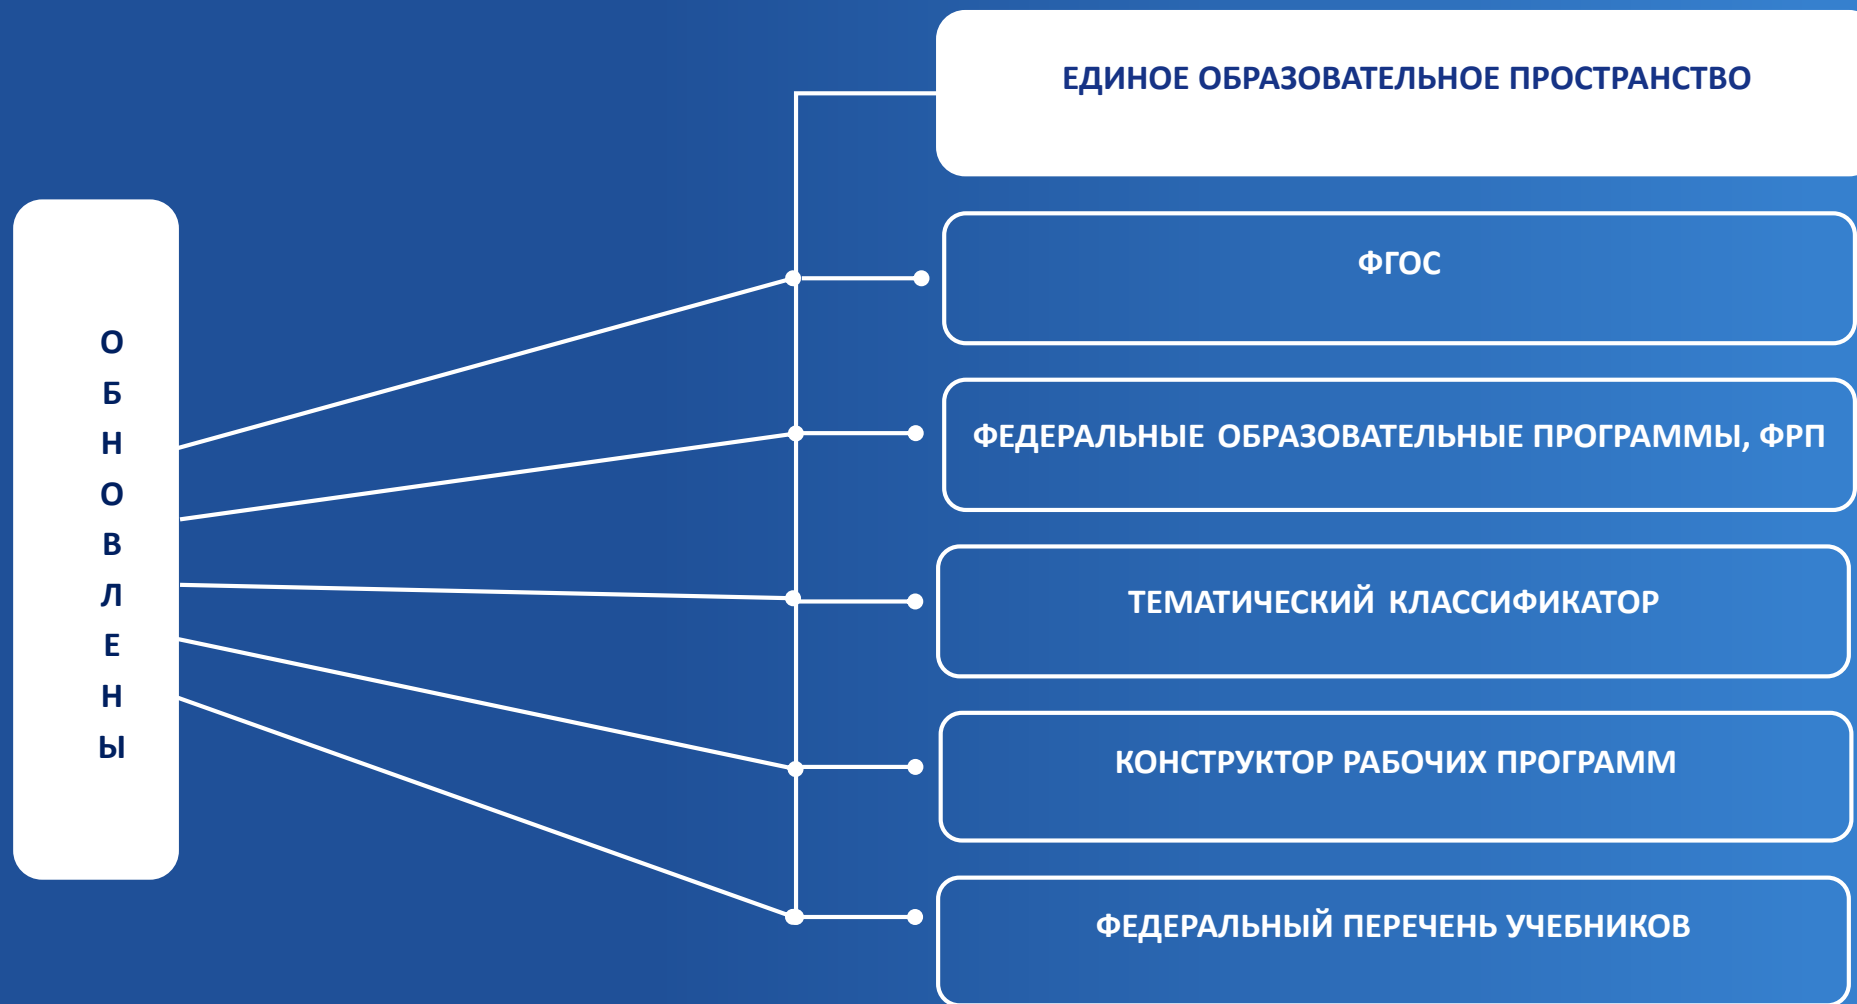 ЕДИНОЕ ОБРАЗОВАТЕЛЬНОЕ ПРОСТРАНСТВО
О
Б
Н
О
В
Л
Е
Н
Ы
ФГОС
ФЕДЕРАЛЬНЫЕ ОБРАЗОВАТЕЛЬНЫЕ ПРОГРАММЫ, ФРП
ТЕМАТИЧЕСКИЙ КЛАССИФИКАТОР
КОНСТРУКТОР РАБОЧИХ ПРОГРАММ
ФЕДЕРАЛЬНЫЙ ПЕРЕЧЕНЬ УЧЕБНИКОВ